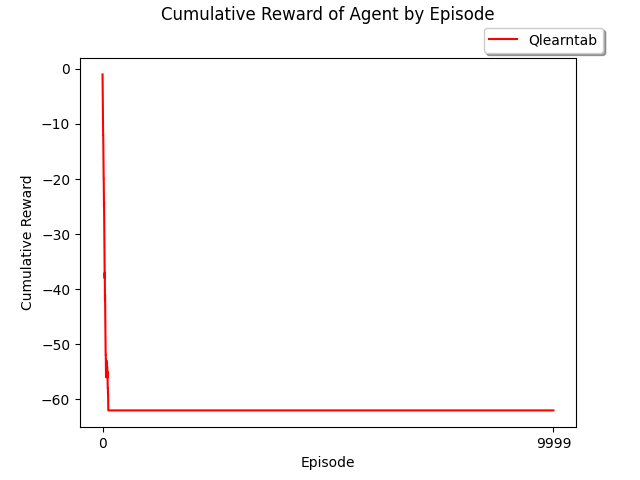 Cumulative Reward of Agent by Episode
Qlearntab
0
−10
−20
−30
−40
−50
−60
Cumulative Reward
0 9999
Episode